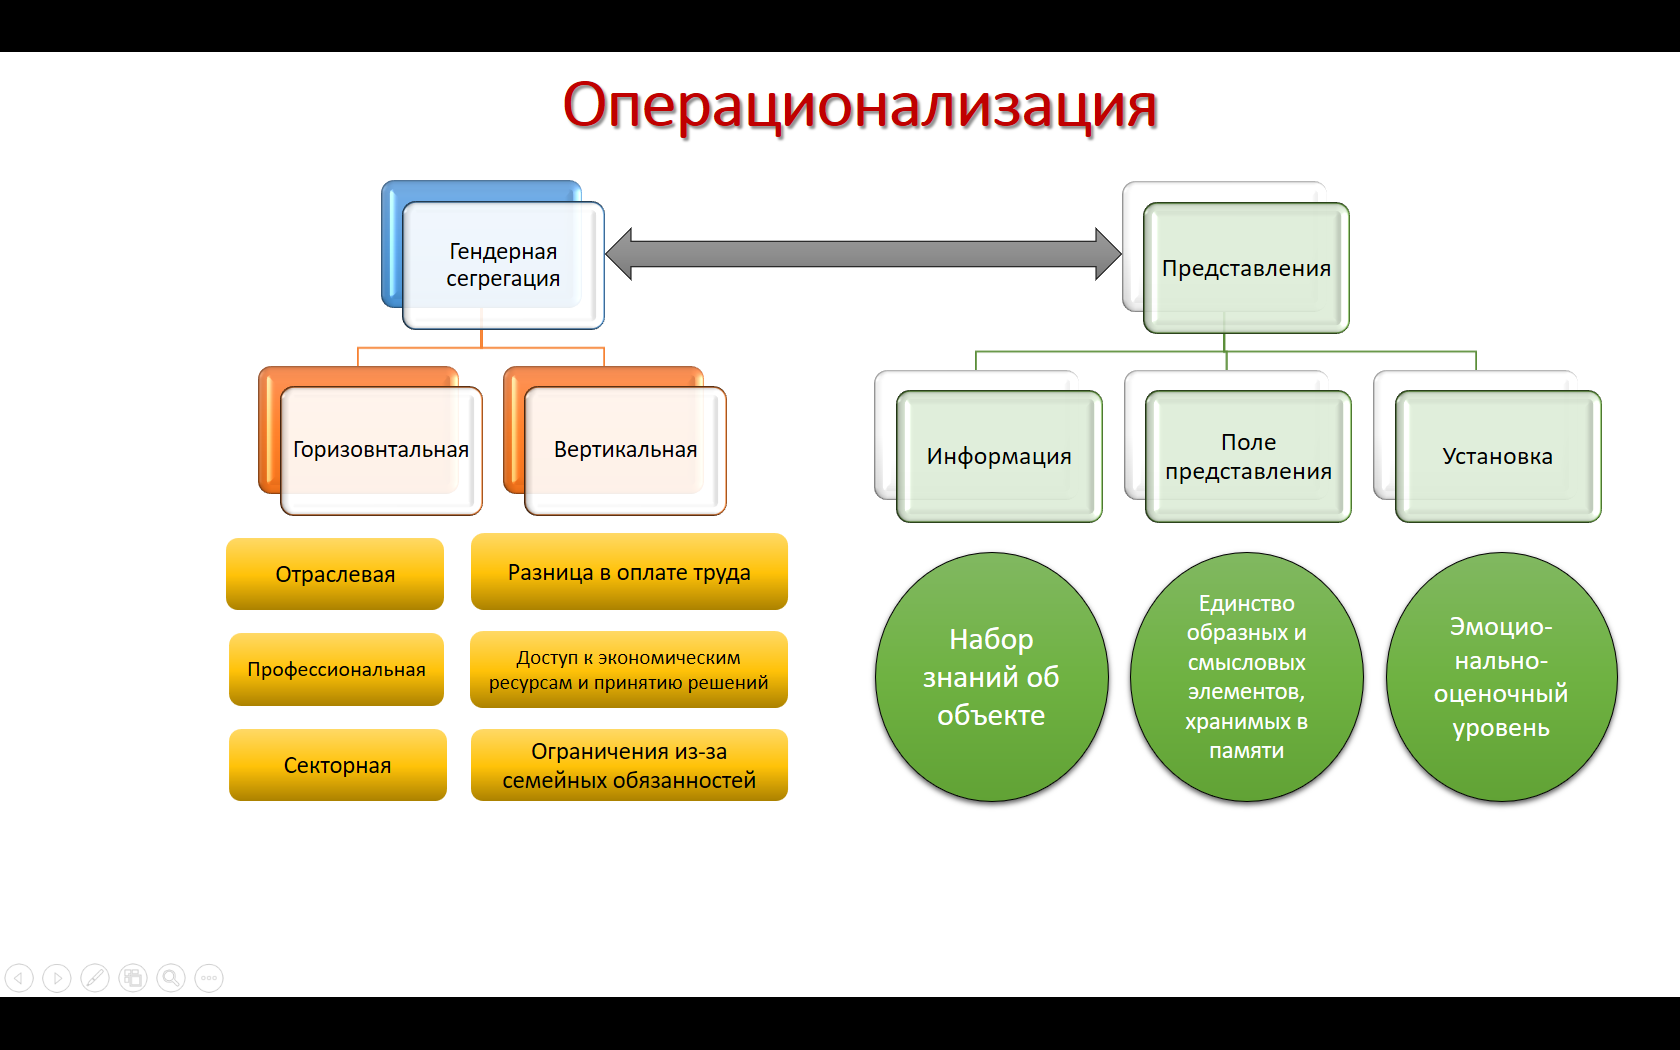 Операционализация
Гендерная
сегрегация
Представления
Горизовнтальная
Вертикальная
Информация
Поле
представления
Установка
Отраслевая
Разница в оплате труда
Профессиональная
Доступ к экономическим
ресурсам и принятию решений
Секторная
Ограничения из-за
семейных обязанностей
Набор
знаний об
объекте
Единство
образных и
смысловых
элементов,
хранимых в
памяти
Эмоцио-
нально-
оценочный
уровень